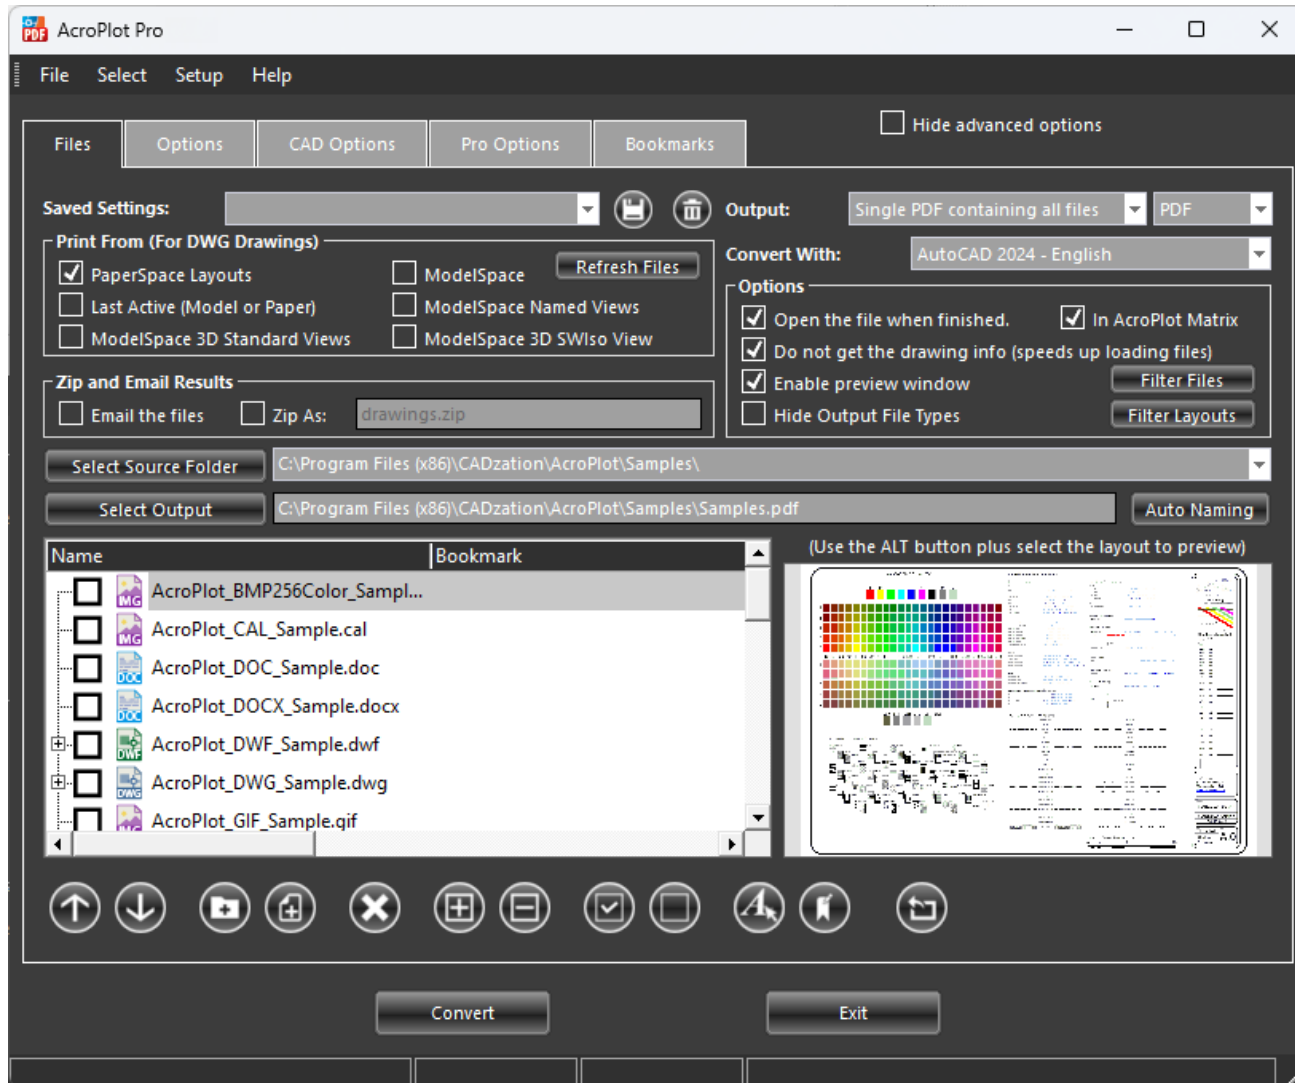 AcroPlot Pro
File Select Setup Help
Hide advanced options
Files Options CAD Options Pro Options Bookmarks
Saved Settings:
Output: Single PDF containing all files PDF
Print From (For DWG Drawings)
PaperSpace Layouts ModelSpace Refresh Files
Last Active (Model or Paper) ModelSpace Named Views
ModelSpace 3D Standard Views ModelSpace 3D SWIso View
Convert With: AutoCAD 2024 - English
Options
Open the file when finished. In AcroPlot Matrix
Do not get the drawing info (speeds up loading files)
Enable preview window Filter Files
Hide Output File Types Filter Layouts
Zip and Email Results
Email the files Zip As: drawings.zip
Select Source Folder C:\Program Files (x86)\CADzation\AcroPlot\Samples\
Select Output C:\Program Files (x86)\CADzation\AcroPlot\Samples\Samples.pdf Auto Naming
Name Bookmark
(Use the ALT button plus select the layout to preview)
IMG AcroPlot_BMP256Color_Sampl...
IMG AcroPlot_CAL_Sample.cal
DOC AcroPlot_DOC_Sample.doc
DOC AcroPlot_DOCX_Sample.docx
DWF AcroPlot_DWF_Sample.dwf
DWG AcroPlot_DWG_Sample.dwg
AcroPlot_GIF_Sample.gif
Convert Exit